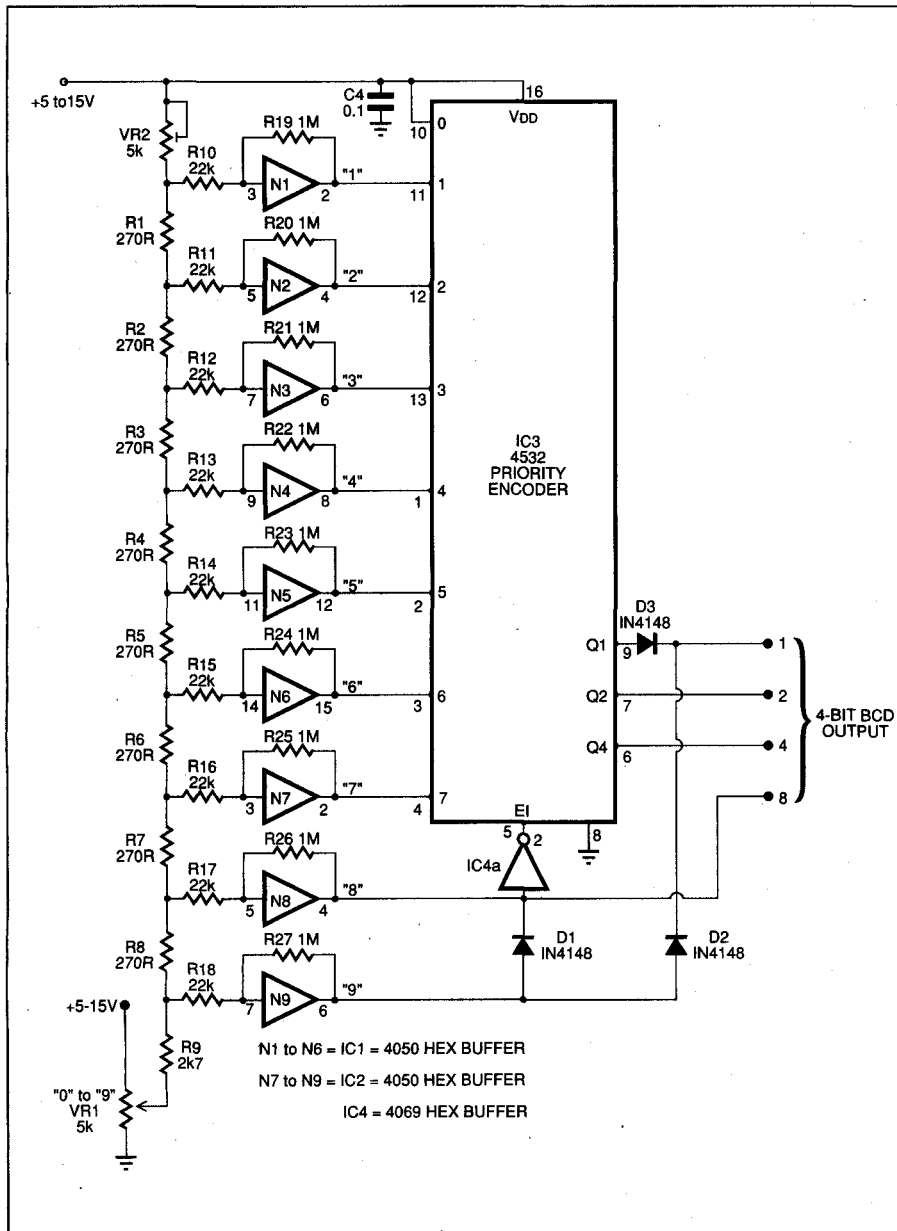 +5 to15V
C4
0.1
16
VDD
10
0
VR2
5k
R19 1M
R10
22k
3
N1
2
"1"
11
1
R1
270R
R20 1M
R11
22k
5
N2
4
"2"
12
2
R2
270R
R21 1M
R12
22k
7
N3
6
"3"
13
3
IC3
4532
PRIORITY
ENCODER
R3
270R
R22 1M
R13
22k
9
N4
8
"4"
1
4
R4
270R
R23 1M
R14
22k
11
N5
12
"5"
2
5
R5
270R
R24 1M
R15
22k
14
N6
15
"6"
3
6
D3
IN4148
Q1
9
1
Q2
7
2
Q4
6
4
8
4-BIT BCD
OUTPUT
R6
270R
R25 1M
R16
22k
3
N7
2
"7"
4
7
EI
5
2
8
IC4a
R7
270R
R26 1M
R17
22k
5
N8
4
"8"
R8
270R
R27 1M
R18
22k
7
N9
6
"9"
D1
IN4148
D2
IN4148
+5-15V
R9
2k7
"0" to "9"
VR1
5k
N1 to N6 = IC1 = 4050 HEX BUFFER
N7 to N9 = IC2 = 4050 HEX BUFFER
IC4 = 4069 HEX BUFFER